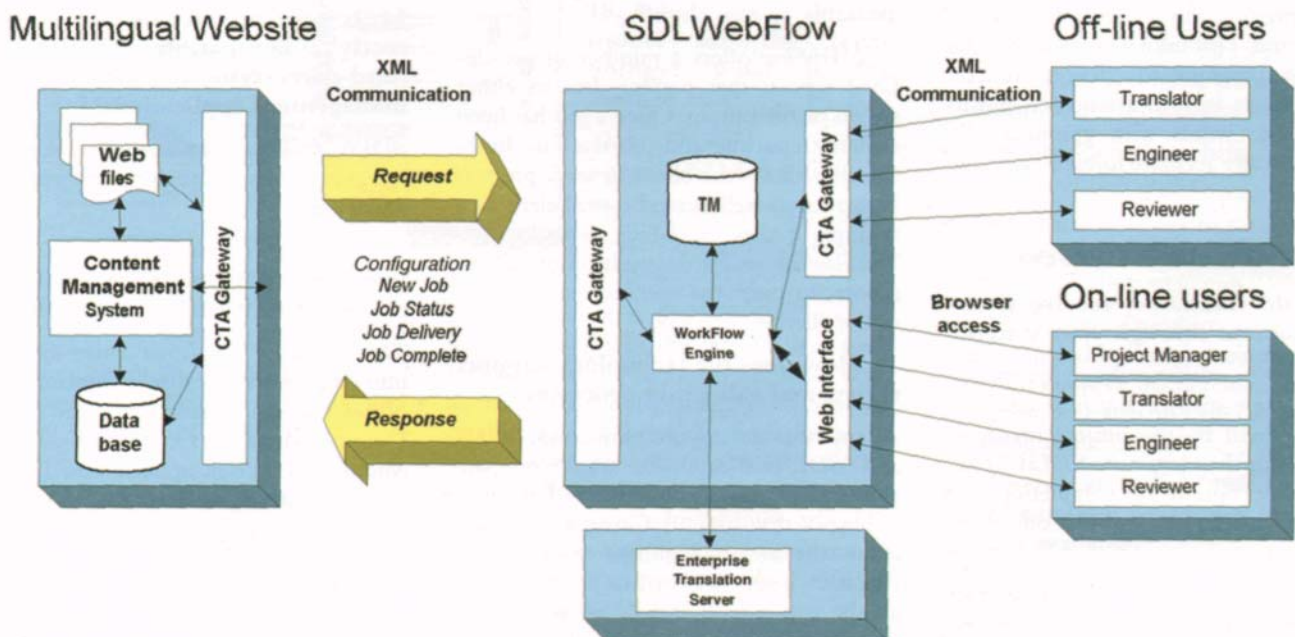 Multilingual Website
SDLWebFlow
Off-line Users
XML
Communication
XML
Communication
Web
files
Content
Management
System
Data
base
CTA Gateway
Request
Configuration
New Job
Job Status
Job Delivery
Job Complete
Response
CTA Gateway
TM
WorkFlow
Engine
CTA Gateway
Web Interface
Enterprise
Translation
Server
Translator
Engineer
Reviewer
Browser
access
On-line users
Project Manager
Translator
Engineer
Reviewer